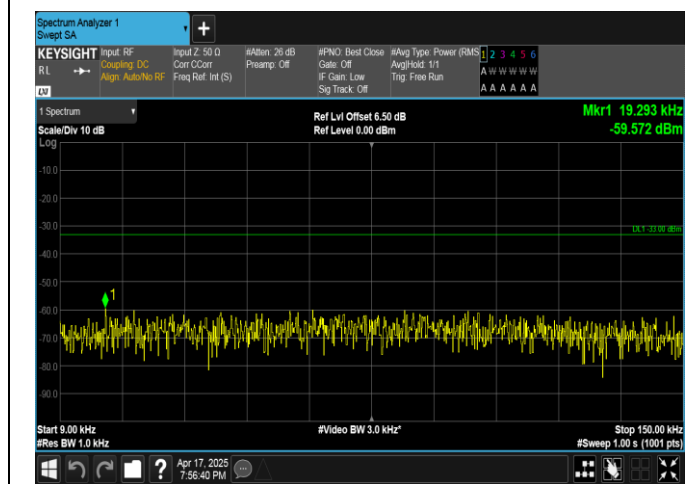 Spectrum Analyzer 1
Swept SA
+
KEYSIGHT Input: RF Input Z: 50 Ω #Atten: 26 dB #PNO: Best Close #Avg Type: Power (RMS 1 2 3 4 5 6
RL Coupling: DC Corr CCorr Preamp: Off Gate: Off Avg|Hold: 1/1 A W W W W W
Align: Auto/No RF Freq Ref: Int (S) IF Gain: Low Trig: Free Run
Sig Track: Off A A A A A A
LXI
1 Spectrum Ref Lvl Offset 6.50 dB Mkr1 19.293 kHz
Scale/Div 10 dB Ref Level 0.00 dBm -59.572 dBm
Log
-10.0
-20.0
-30.0
DL1 -33.00 dBm
-40.0
-50.0
1
-60.0
-70.0
-80.0
-90.0
Start 9.00 kHz #Video BW 3.0 kHz* Stop 150.00 kHz
#Res BW 1.0 kHz #Sweep 1.00 s (1001 pts)
? Apr 17, 2025
7:56:40 PM